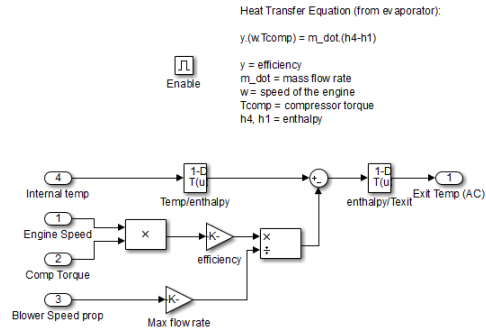 Heat Transfer Equation (from evaporator):
y.(w.Tcomp) = m_dot.(h4-h1)
y = efficiency
m_dot = mass flow rate
w = speed of the engine
Tcomp = compressor torque
h4, h1 = enthalpy
Enable
4
Internal temp
1-D
T(u
Temp/enthalpy
+
−
1-D
T(u
enthalpy/Texit
1
Exit Temp (AC)
1
Engine Speed
2
Comp Torque
×
-K-
efficiency
×
÷
3
Blower Speed prop
-K-
Max flow rate